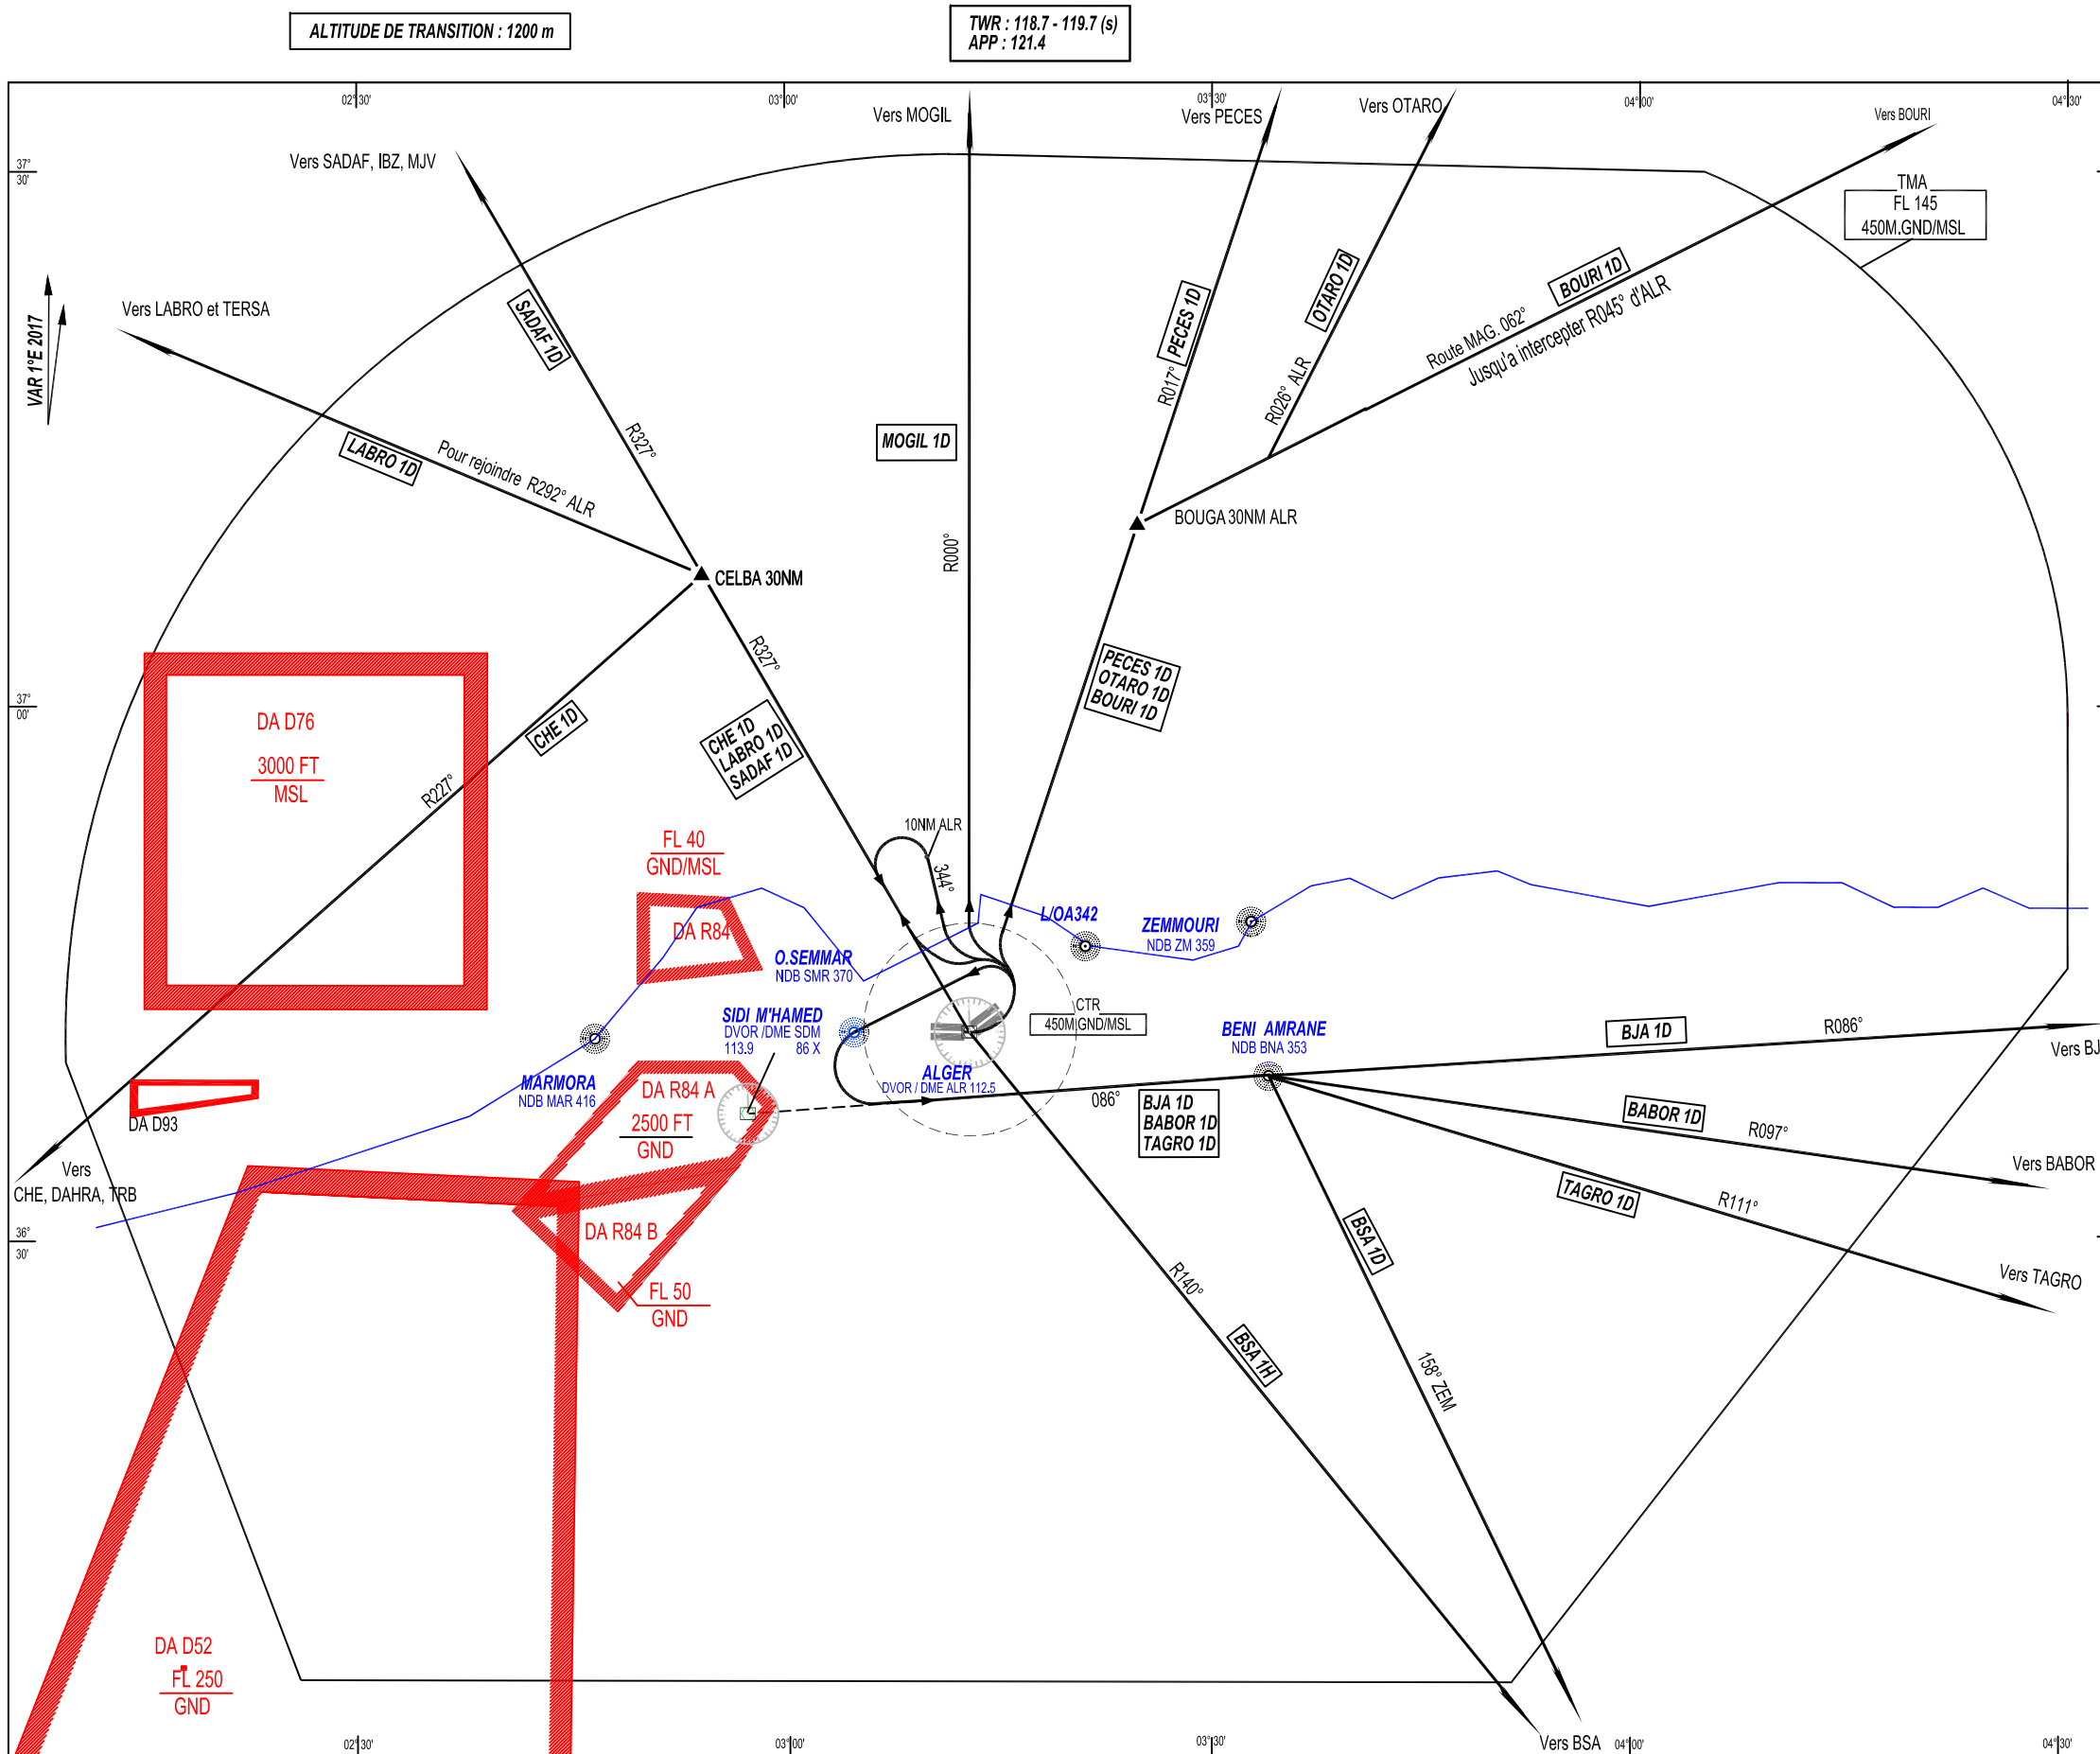 ALTITUDE DE TRANSITION : 1200 m
TWR : 118.7 - 119.7 (s)
APP : 121.4
02°30'
03°00'
03°30'
04°00'
04°30'
Vers MOGIL
Vers PECES
Vers OTARO
Vers BOURI
Vers SADAF, IBZ, MJV
37°
30'
TMA
FL 145
450M.GND/MSL
VAR 1°E 2017
Vers LABRO et TERSA
SADAF 1D
PECES 1D
R017°
OTARO 1D
R026° ALR
BOURI 1D
Route MAG. 062°
Jusqu'a intercepter R045° d'ALR
LABRO 1D
Pour rejoindre R292° ALR
R327°
MOGIL 1D
R000°
BOUGA 30NM ALR
CELBA 30NM
R327°
PECES 1D
OTARO 1D
BOURI 1D
37°
00'
DA D76
3000 FT
MSL
CHE 1D
R227°
CHE 1D
LABRO 1D
SADAF 1D
10NM ALR
344°
FL 40
GND/MSL
DA R84
L/OA342
ZEMMOURI
NDB ZM 359
O.SEMMAR
NDB SMR 370
SIDI M'HAMED
DVOR /DME SDM
113.9 86 X
CTR
450M GND/MSL
BENI AMRANE
NDB BNA 353
BJA 1D
R086°
Vers BJ
MARMORA
NDB MAR 416
DA R84 A
2500 FT
GND
ALGER
DVOR / DME ALR 112.5
086°
BJA 1D
BABOR 1D
TAGRO 1D
BABOR 1D
R097°
Vers BABOR
DA D93
Vers
CHE, DAHRA, TRB
TAGRO 1D
R111°
Vers TAGRO
36°
30'
DA R84 B
FL 50
GND
BSA 1D
158° ZEM
R140°
BSA 1H
DA D52
FL 250
GND
Vers BSA
02°30'
03°00'
03°30'
04°00'
04°30'